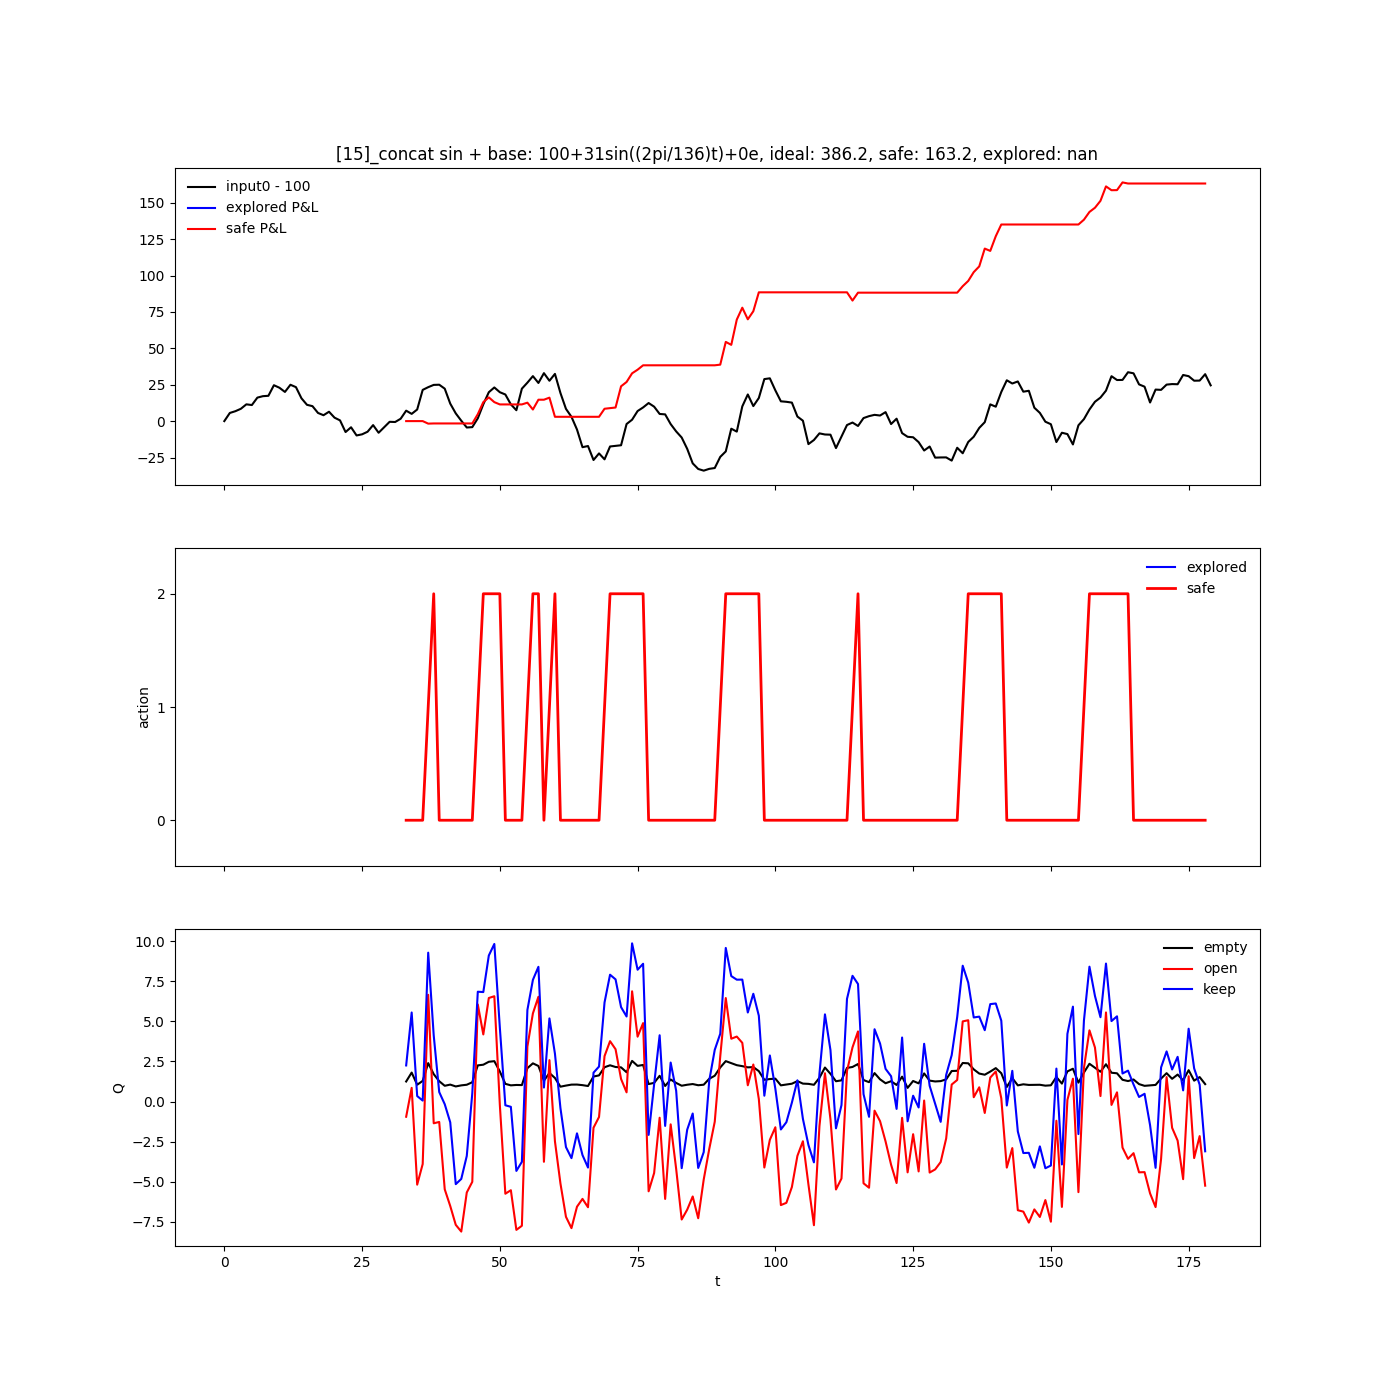 [15]_concat sin + base: 100+31sin((2pi/136)t)+0e, ideal: 386.2, safe: 163.2, explored: nan
input0 - 100
explored P&L
safe P&L
150
125
100
75
50
25
0
−25
explored
safe
2
1
0
action
empty
open
keep
10.0
7.5
5.0
2.5
0.0
−2.5
−5.0
−7.5
Q
0 25 50 75 100 125 150 175
t